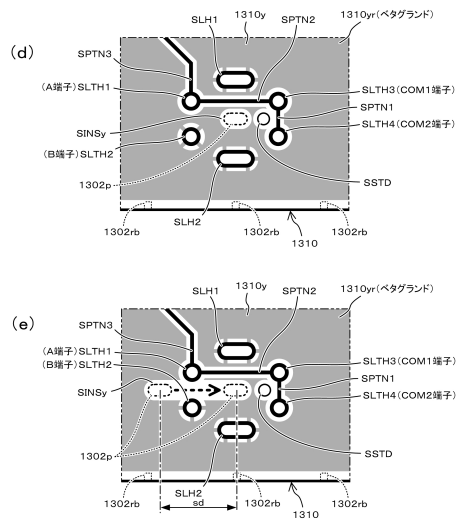 (d)
SLH1
1310y
SPTN2
1310yr(ベタグランド)
SPTN3
(A端子)SLTH1
SLTH3(COM1端子)
SPTN1
SINSy
SLTH4(COM2端子)
(B端子)SLTH2
SSTD
1302p
SLH2
1302rb
1302rb
1302rb
1310
(e)
SLH1
1310y
SPTN2
1310yr(ベタグランド)
SPTN3
(A端子)SLTH1
SLTH3(COM1端子)
(B端子)SLTH2
SPTN1
SINSy
SLTH4(COM2端子)
1302p
SSTD
SLH2
1302rb
sd
1302rb
1302rb
1310